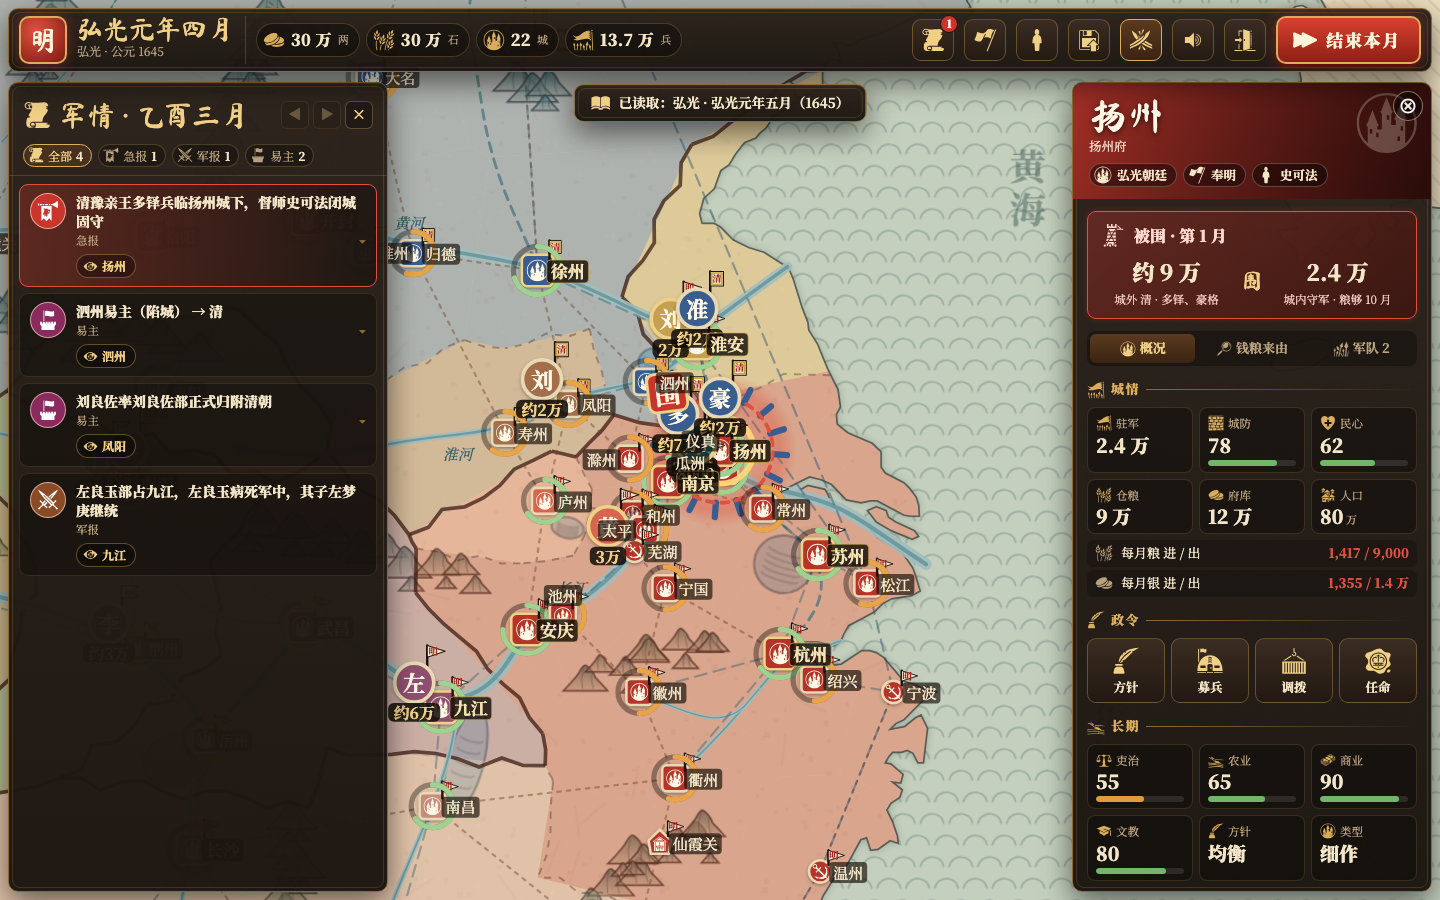 明
弘光元年四月
弘光 · 公元 1645
30 万 两
30 万 石
22 城
13.7 万 兵
1
结束本月
军情 · 乙酉三月
全部 4
急报 1
军报 1
易主 2
清豫亲王多铎兵临扬州城下，督师史可法闭城
固守
急报
扬州
泗州易主（陷城）→ 清
易主
泗州
刘良佐率刘良佐部正式归附清朝
易主
凤阳
左良玉部占九江，左良玉病死军中，其子左梦
庚继统
军报
九江
已读取：弘光 · 弘光元年五月（1645）
大名
黄河
归德
徐州
黄海
刘
淮
2万
约2
淮安
刘
约2万
凤阳
寿州
淮河
泗州
豪
多
约2万
约7
仪真
扬州
瓜洲
南京
滁州
庐州
和州
太平
3万
芜湖
常州
苏州
松江
宁国
池州
安庆
杭州
绍兴
宁波
徽州
左
约6万
九江
衢州
南昌
仙霞关
温州
扬州
扬州府
弘光朝廷
奉明
史可法
被围 · 第 1 月
约 9 万
围
2.4 万
城外 清 · 多铎、豪格
城内守军 · 粮够 10 月
概况
钱粮来由
军队 2
城情
驻军
2.4 万
城防
78
民心
62
仓粮
9 万
府库
12 万
人口
80 万
每月粮 进 / 出
1,417 / 9,000
每月银 进 / 出
1,355 / 1.4 万
政令
方针
募兵
调拨
任命
长期
吏治
55
农业
65
商业
90
文教
80
方针
均衡
类型
细作